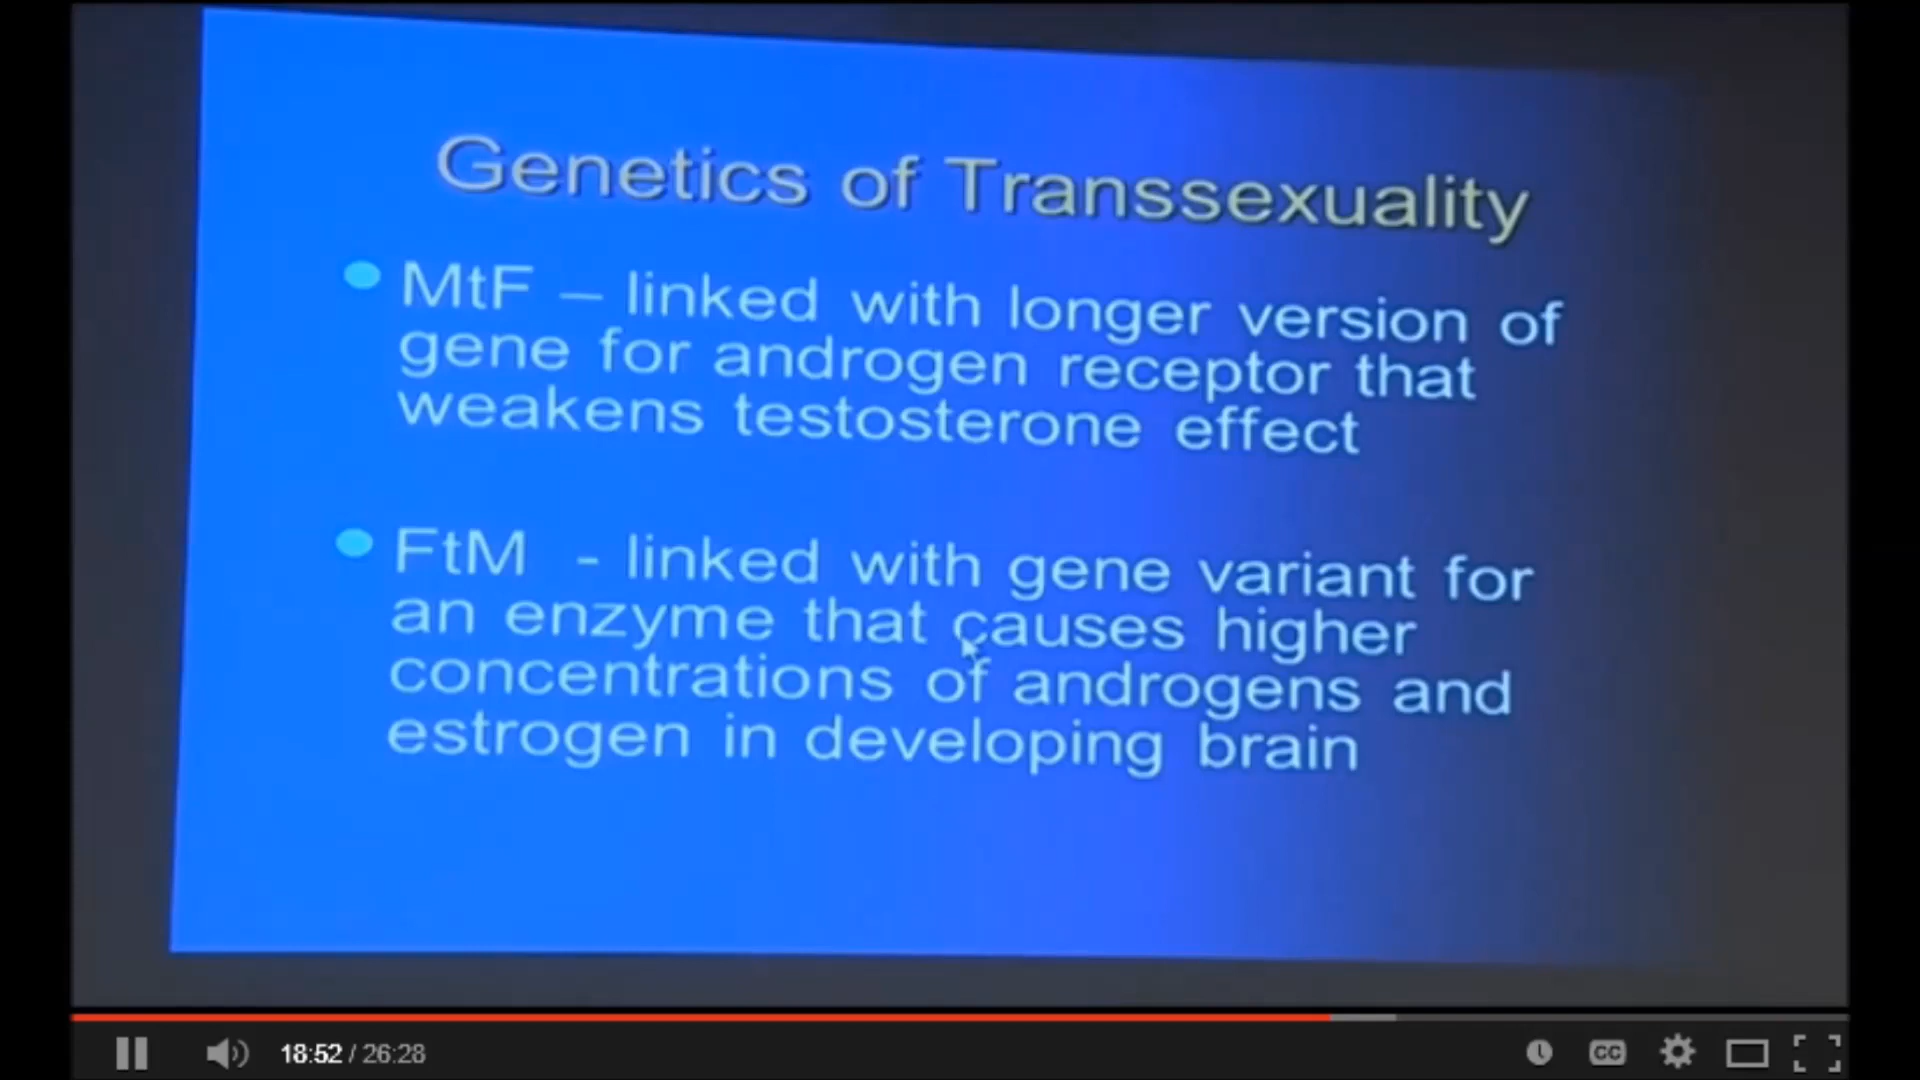 Genetics of Transsexuality
MtF – linked with longer version of
gene for androgen receptor that
weakens testosterone effect
FtM - linked with gene variant for
an enzyme that causes higher
concentrations of androgens and
estrogen in developing brain
18:52 / 26:28
CC